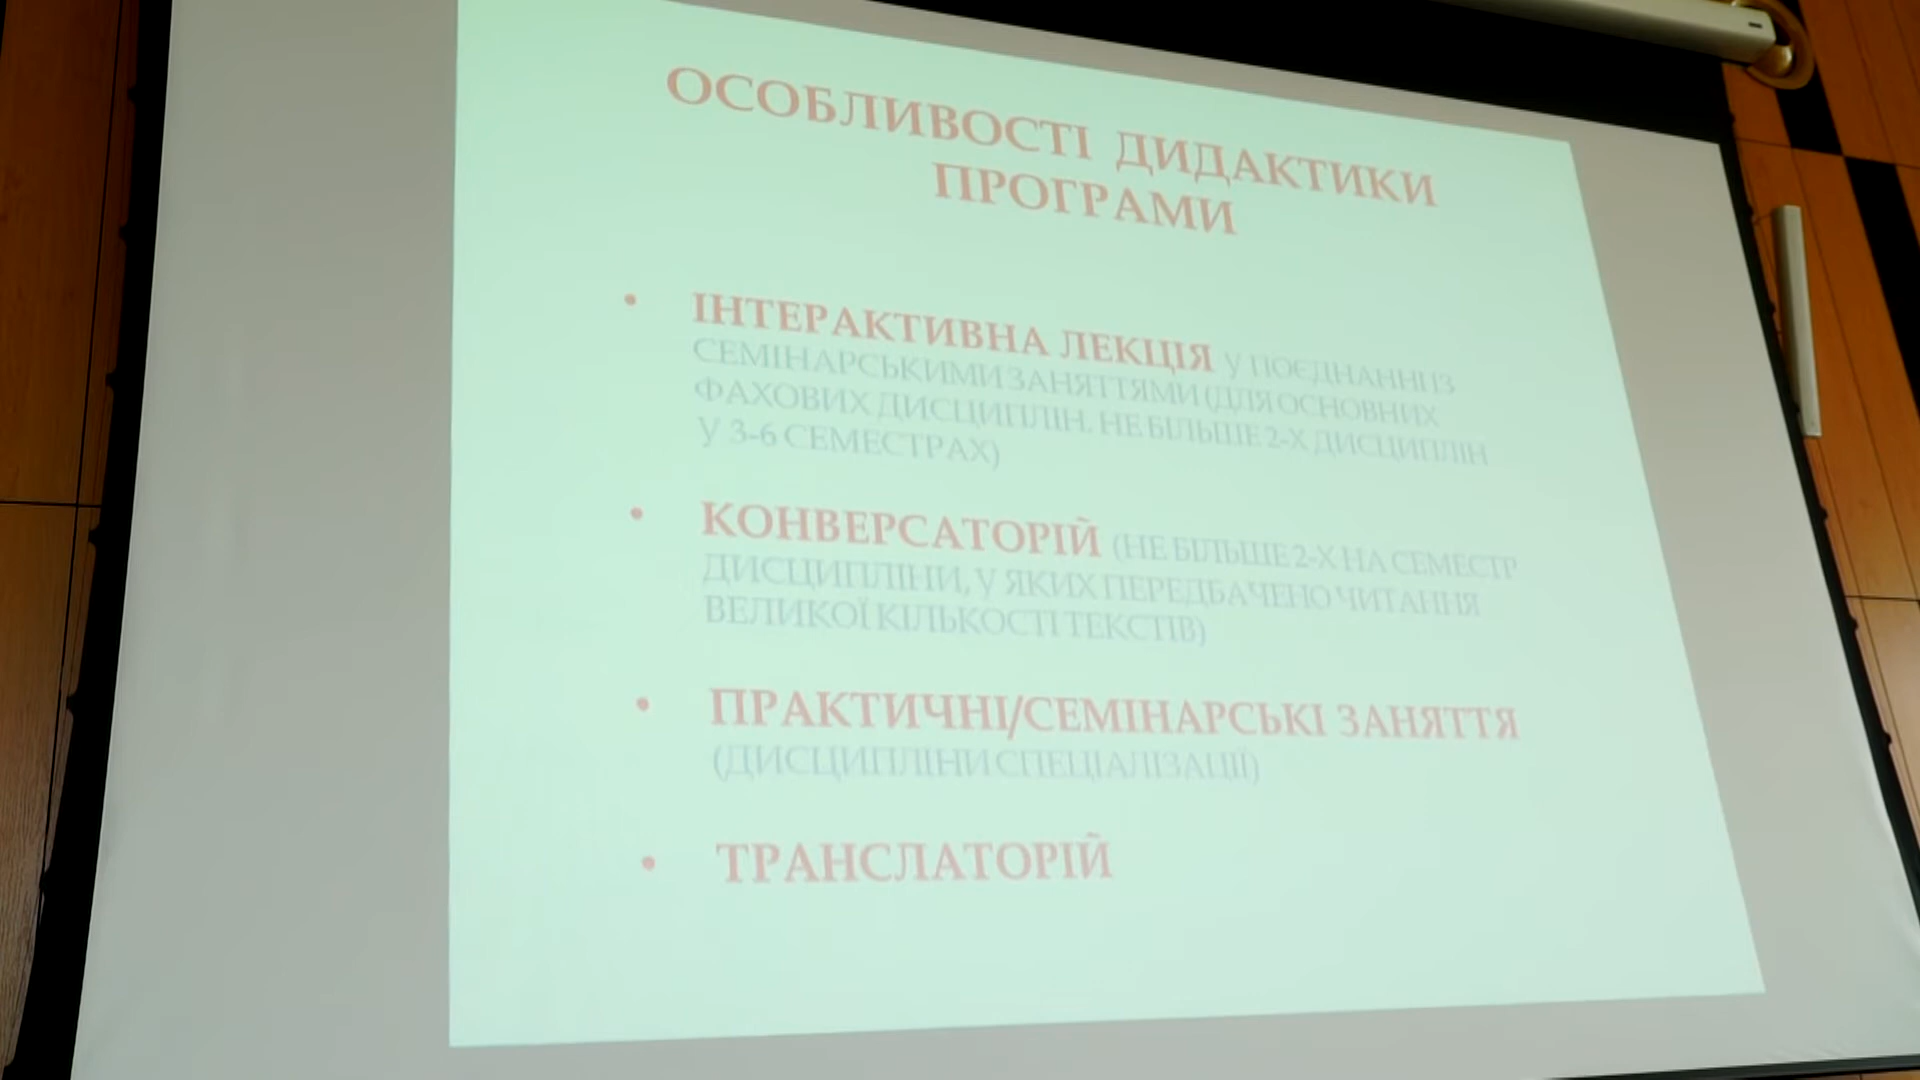 ОСОБЛИВОСТІ ДИДАКТИКИ
ПРОГРАМИ
• ІНТЕРАКТИВНА ЛЕКЦІЯ У ПОЄДНАННІ ІЗ
СЕМІНАРСЬКИМИ ЗАНЯТТЯМИ (ДЛЯ ОСНОВНИХ
ФАХОВИХ ДИСЦИПЛІН. НЕ БІЛЬШЕ 2-Х ДИСЦИПЛІН
У 3-6 СЕМЕСТРАХ)
• КОНВЕРСАТОРІЙ (НЕ БІЛЬШЕ 2-Х НА СЕМЕСТР
ДИСЦИПЛІНИ, У ЯКИХ ПЕРЕДБАЧЕНО ЧИТАННЯ
ВЕЛИКОЇ КІЛЬКОСТІ ТЕКСТІВ)
• ПРАКТИЧНІ/СЕМІНАРСЬКІ ЗАНЯТТЯ
(ДИСЦИПЛІНИ СПЕЦІАЛІЗАЦІЇ)
• ТРАНСЛАТОРІЙ